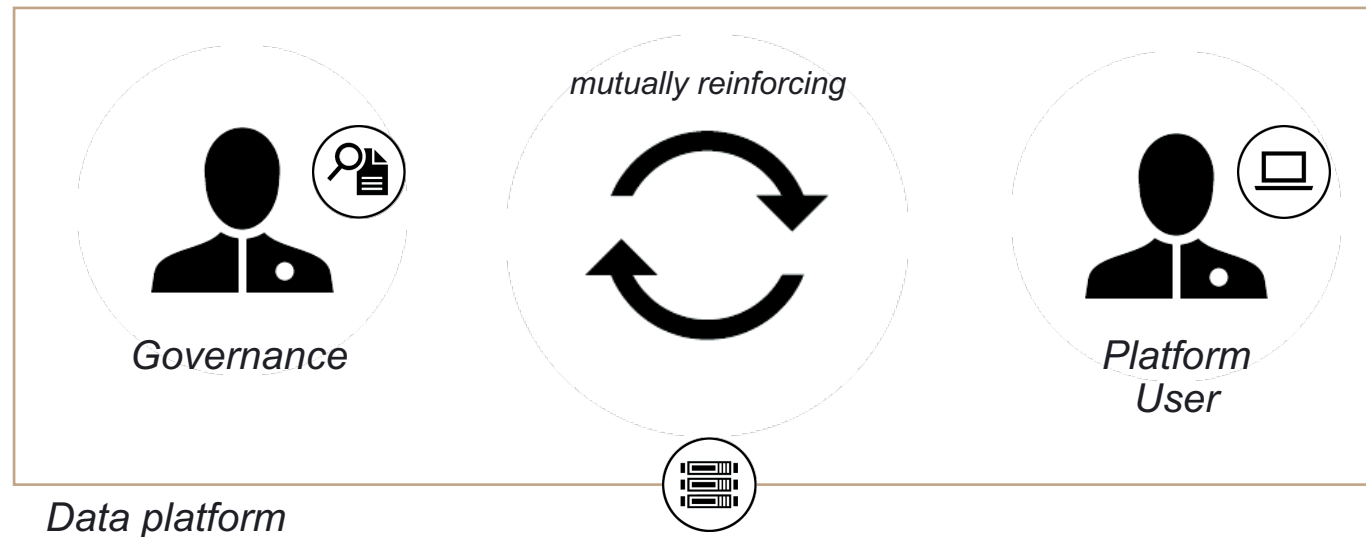 mutually reinforcing
Governance
Platform
User
Data platform